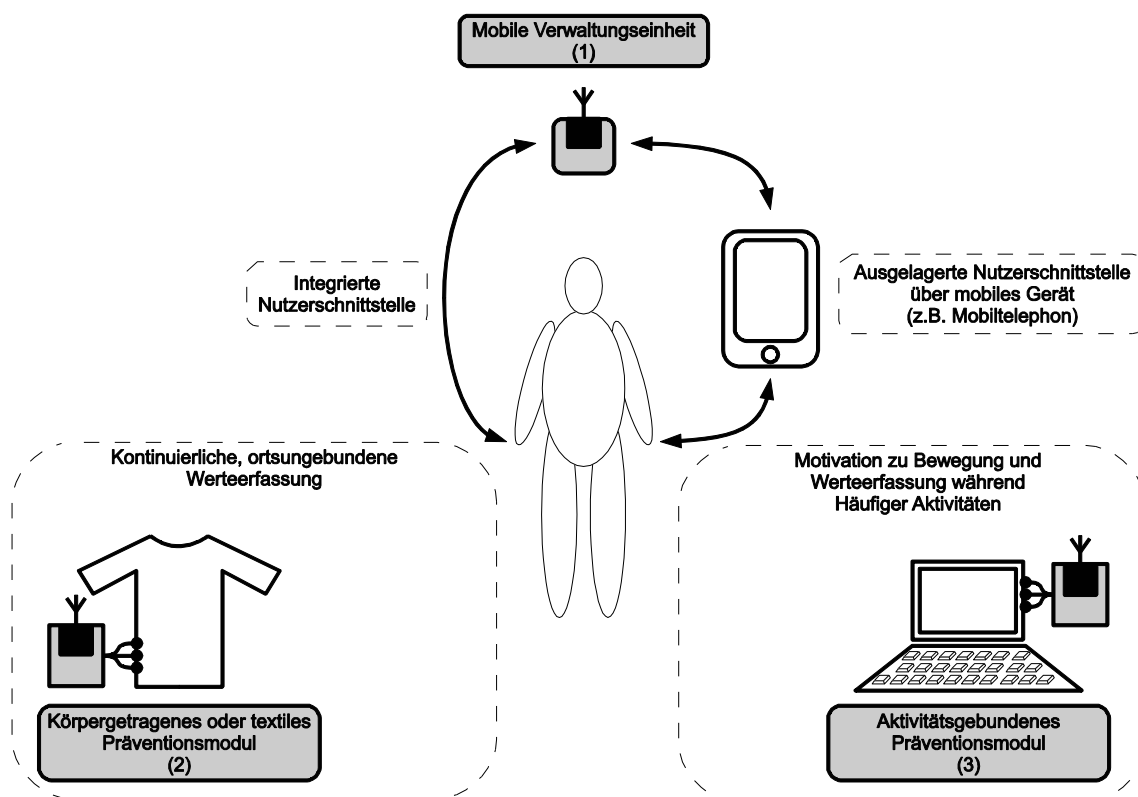 Mobile Verwaltungseinheit
(1)
Integrierte
Nutzerschnittstelle
Ausgelagerte Nutzerschnittstelle
über mobiles Gerät
(z.B. Mobiltelephon)
Kontinuierliche, ortsungebundene
Werteerfassung
Motivation zu Bewegung und
Werteerfassung während
Häufiger Aktivitäten
Körpergetragenes oder textiles
Präventionsmodul
(2)
Aktivitätsgebundenes
Präventionsmodul
(3)